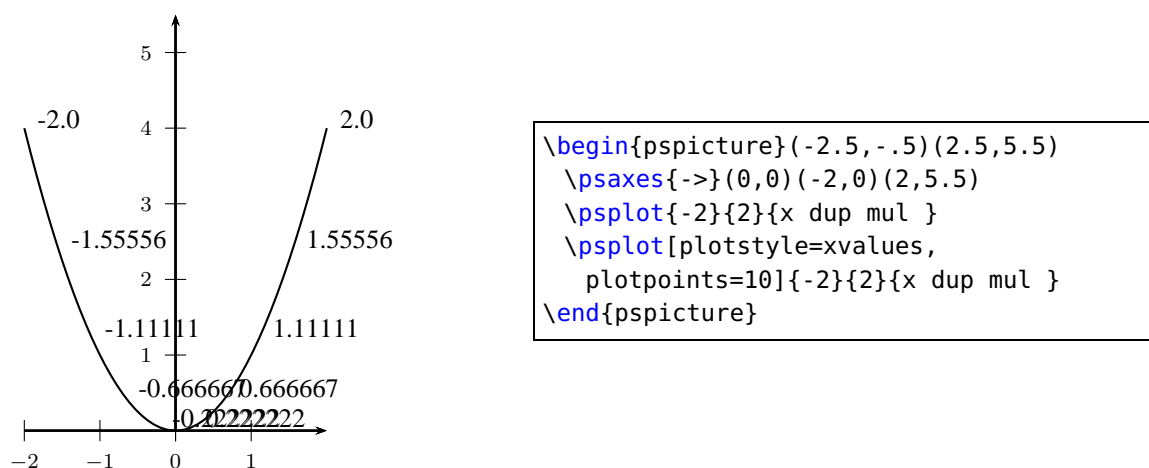 5
-2.0 4 2.0
3
-1.55556 1.55556
2
-1.11111 1.11111
1
-0.666667 0.666667
−2 −1 0 1
\begin{pspicture}(-2.5,-.5)(2.5,5.5)
\psaxes{->}(0,0)(-2,0)(2,5.5)
\psplot{-2}{2}{x dup mul }
\psplot[plotstyle=xvalues,
plotpoints=10]{-2}{2}{x dup mul }
\end{pspicture}